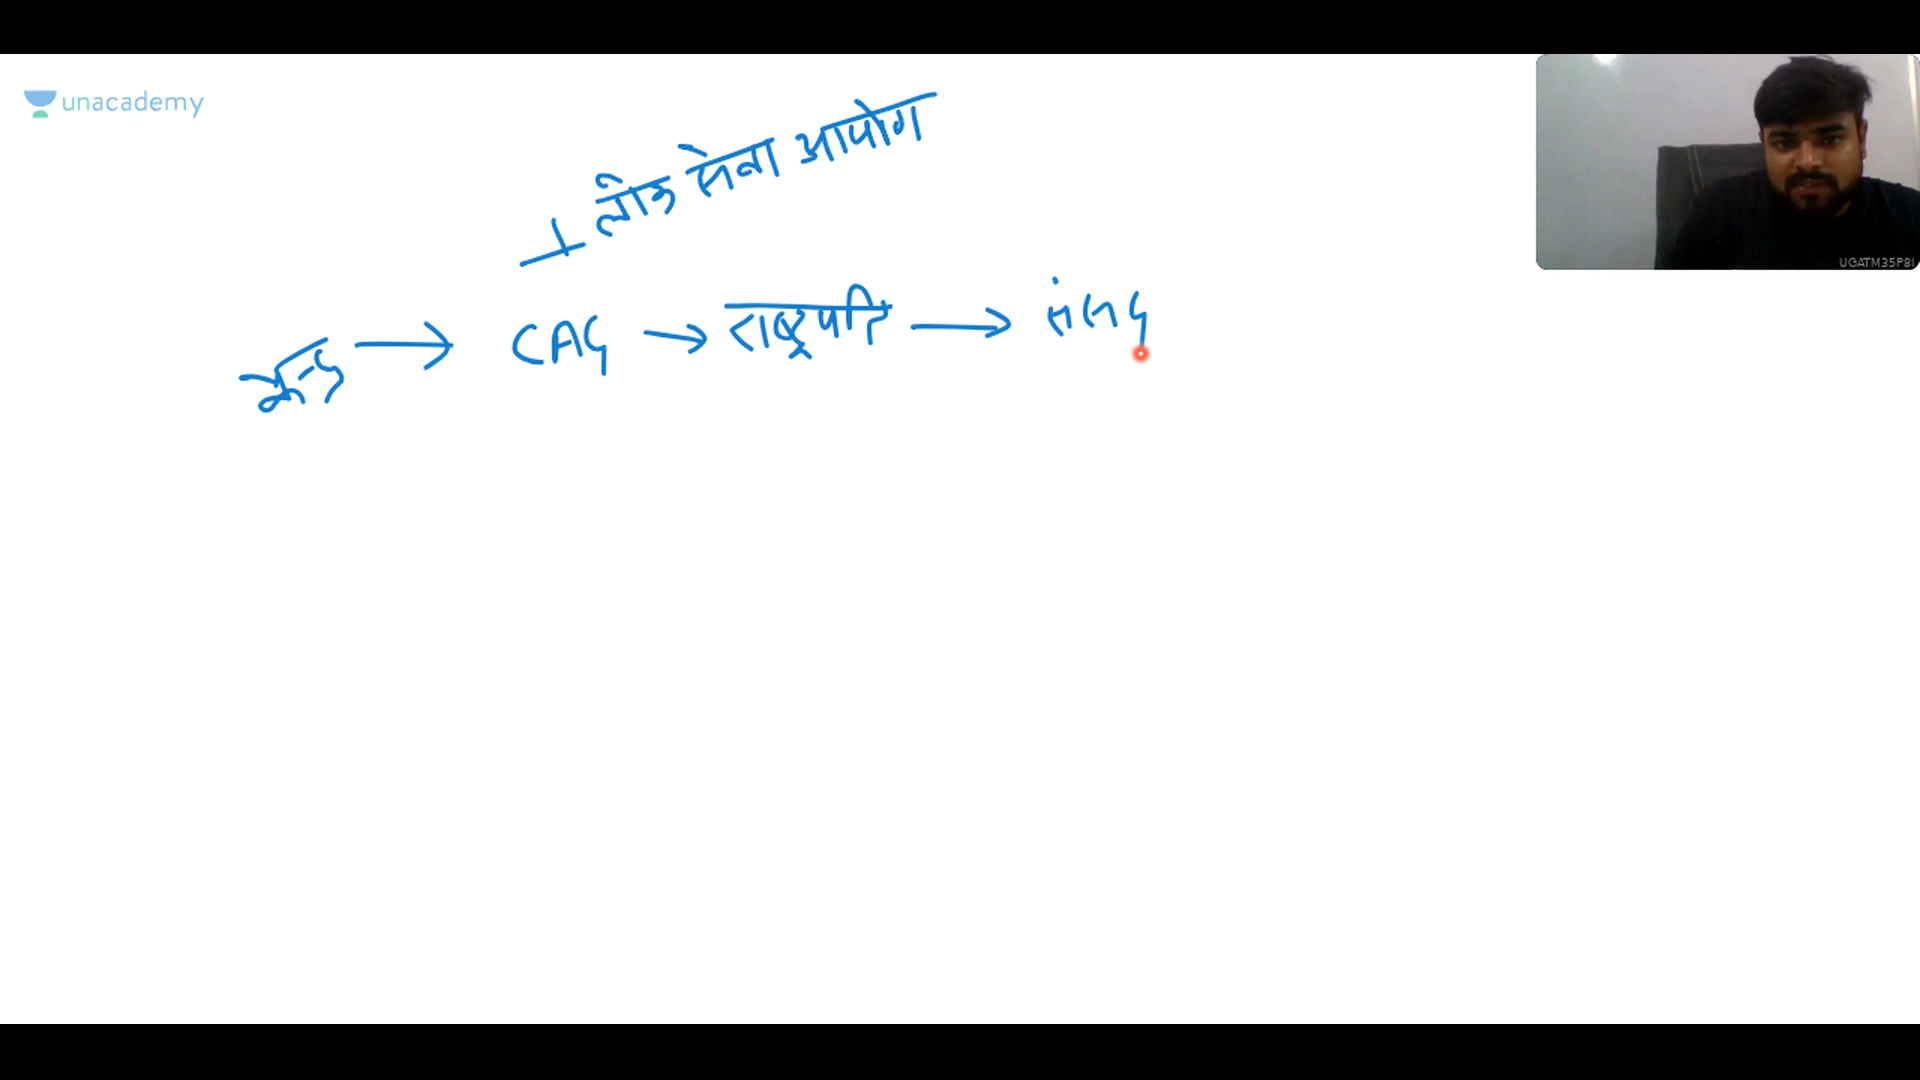 unacademy
लोक सेवा आयोग
केन्द्र → CAG → राष्ट्रपति → संसद
UGATM35P8I